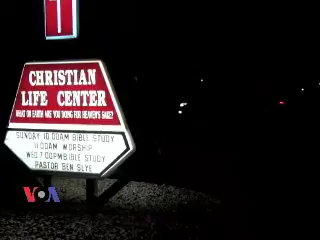 CHRISTIAN
LIFE CENTER
WHAT ON EARTH ARE YOU DOING FOR HEAVEN'S SAKE?
SUNDAY 10:00AM BIBLE STUDY
11:00AM WORSHIP
WED 7:00PM BIBLE STUDY
PASTOR BEN SLYE
VOA